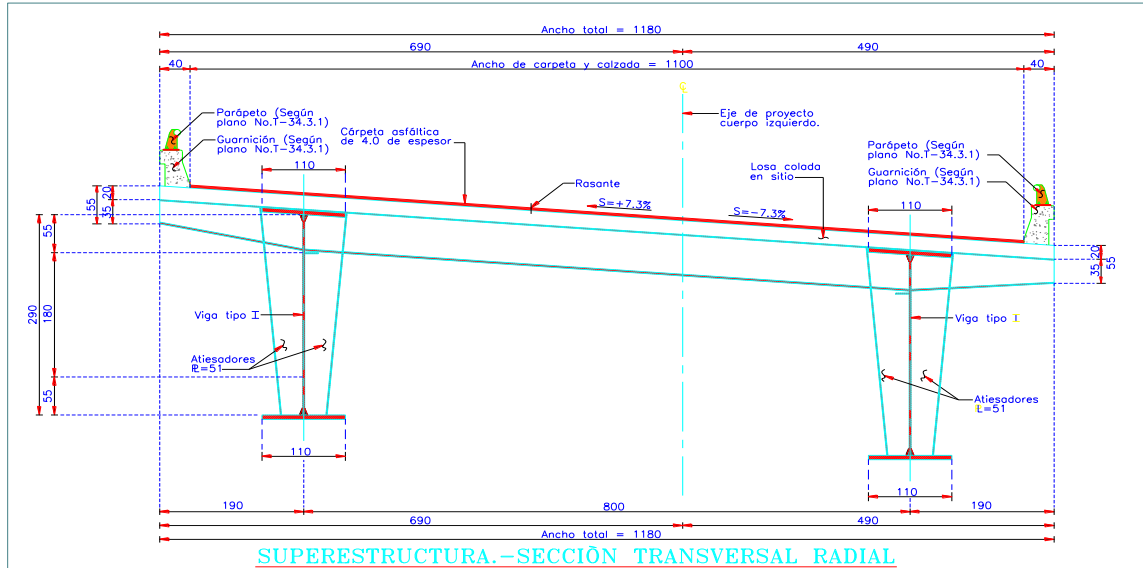 Ancho total = 1180
690
490
40
Ancho de carpeta y calzada = 1100
40
℄
Parápeto (Según
plano No.T-34.3.1)
Guarnición (Según
plano No.T-34.3.1)
Cárpeta asfáltica
de 4.0 de espesor
Eje de proyecto
cuerpo izquierdo.
Parápeto (Según
plano No.T-34.3.1)
Guarnición (Según
plano No.T-34.3.1)
Losa colada
en sitio
110
Rasante
110
S=+7.3%
S=-7.3%
55
35
20
55
35
20
55
290
180
55
Viga tipo I
Viga tipo T
Atiesadores
PL=51
Atiesadores
L=51
110
110
190
800
190
690
490
Ancho total = 1180
SUPERESTRUCTURA.-SECCIÕN TRANSVERSAL RADIAL